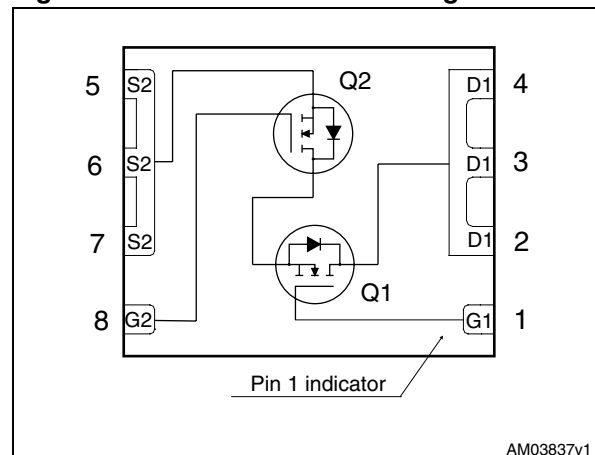 5 S2 Q2 D1 4
6 S2 D1 3
7 S2 D1 2
Q1
8 G2 G1 1
Pin 1 indicator
AM03837v1